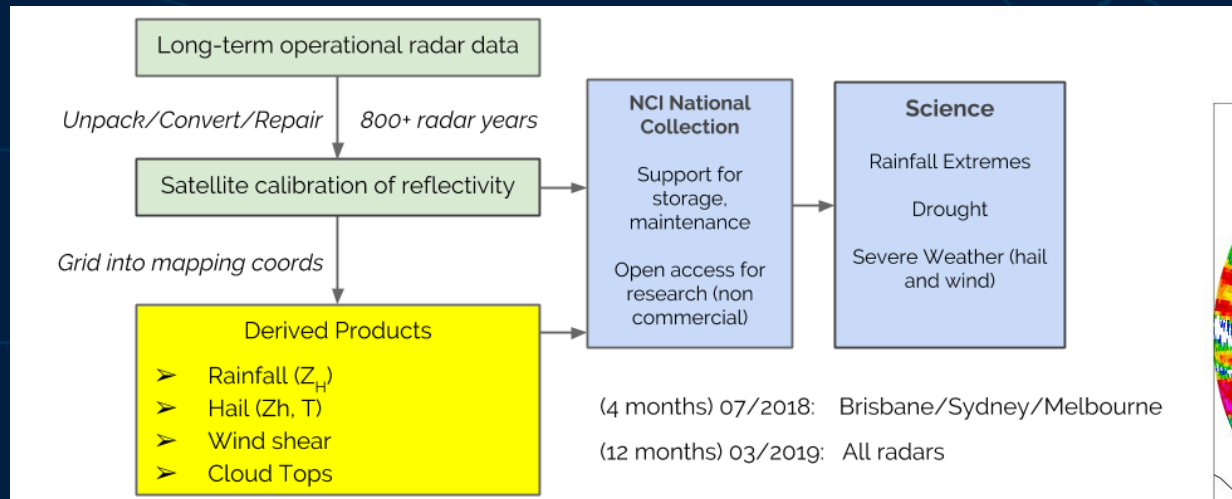 Long-term operational radar data
Unpack/Convert/Repair
800+ radar years
Satellite calibration of reflectivity
Grid into mapping coords
Derived Products
➢ Rainfall (Z_H)
➢ Hail (Zh, T)
➢ Wind shear
➢ Cloud Tops
NCI National
Collection
Support for
storage,
maintenance
Open access for
research (non
commercial)
Science
Rainfall Extremes
Drought
Severe Weather (hail
and wind)
(4 months) 07/2018: Brisbane/Sydney/Melbourne
(12 months) 03/2019: All radars